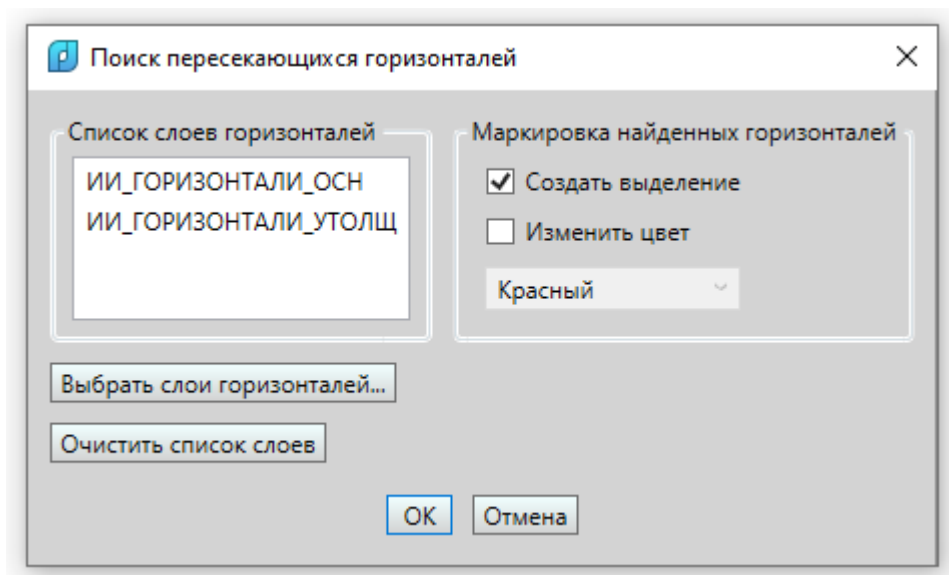 Поиск пересекающихся горизонталей
Список слоев горизонталей
ИИ_ГОРИЗОНТАЛИ_ОСН
ИИ_ГОРИЗОНТАЛИ_УТОЛЩ
Маркировка найденных горизонталей
Создать выделение
Изменить цвет
Красный
Выбрать слои горизонталей...
Очистить список слоев
ОК
Отмена